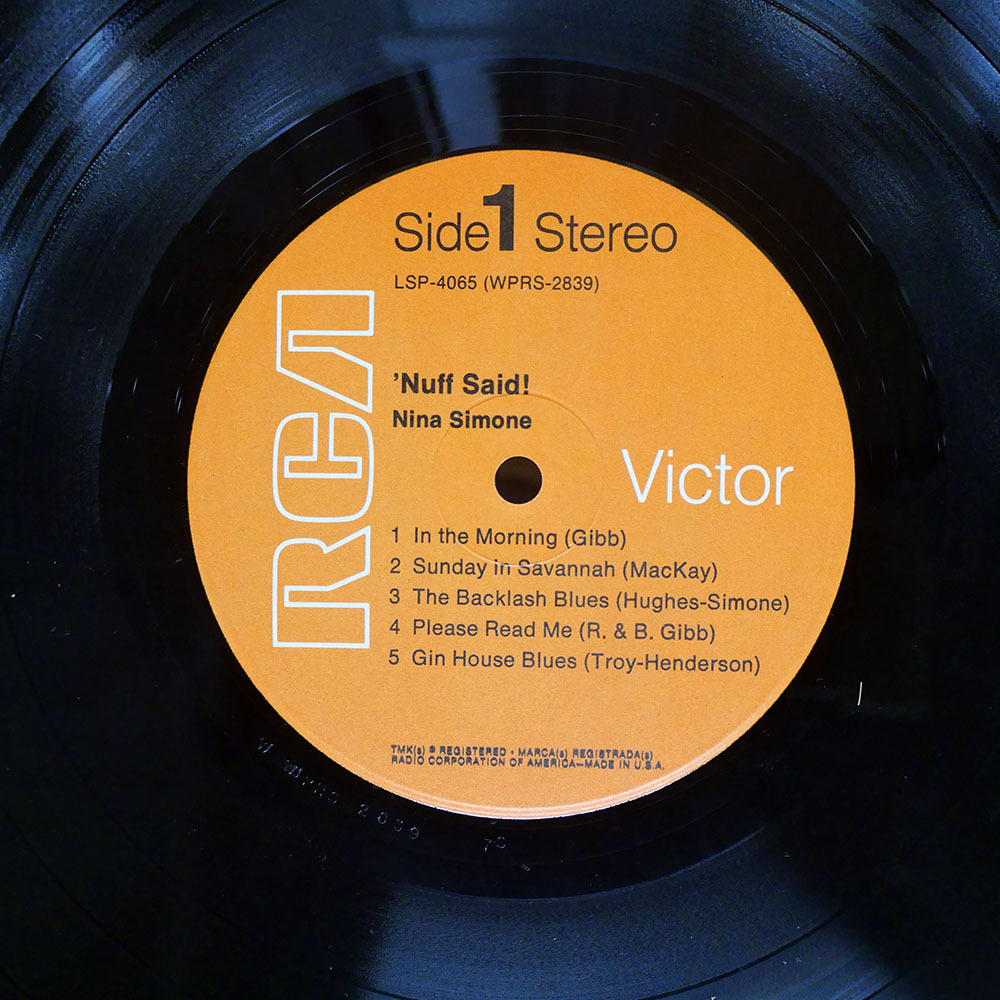 Side 1 Stereo
LSP-4065 (WPRS-2839)
RCA
'Nuff Said!
Nina Simone
Victor
1 In the Morning (Gibb)
2 Sunday in Savannah (MacKay)
3 The Backlash Blues (Hughes-Simone)
4 Please Read Me (R. & B. Gibb)
5 Gin House Blues (Troy-Henderson)
TMK(s) ® REGISTERED • MARCA(s) REGISTRADA(s)
RADIO CORPORATION OF AMERICA—MADE IN U.S.A.
WPRS 2839